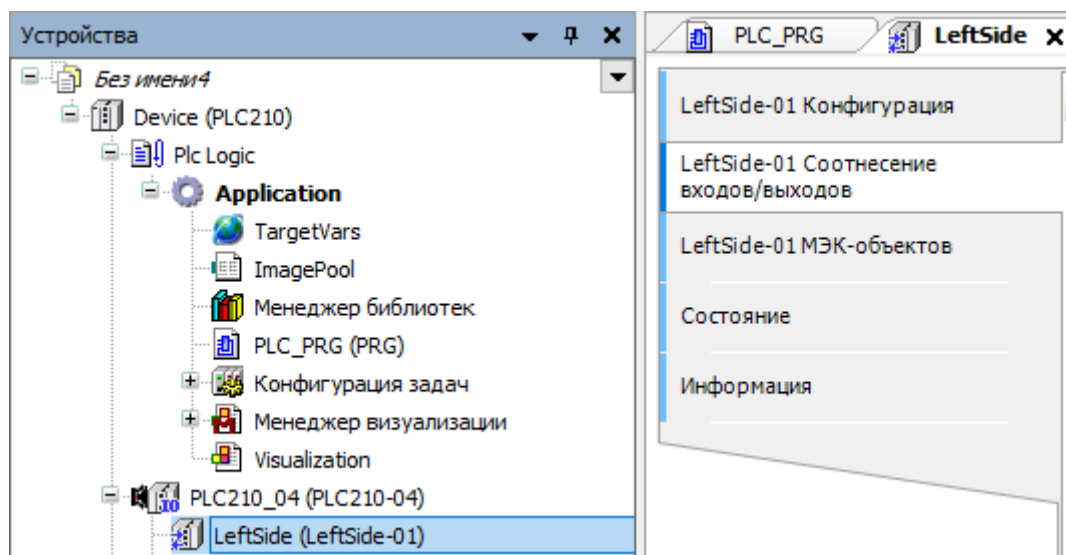 Устройства
Без имени4
Device (PLC210)
Plc Logic
Application
TargetVars
ImagePool
Менеджер библиотек
PLC_PRG (PRG)
Конфигурация задач
Менеджер визуализации
Visualization
PLC210_04 (PLC210-04)
LeftSide (LeftSide-01)
PLC_PRG
LeftSide
LeftSide-01 Конфигурация
LeftSide-01 Соотнесение
входов/выходов
LeftSide-01 МЭК-объектов
Состояние
Информация